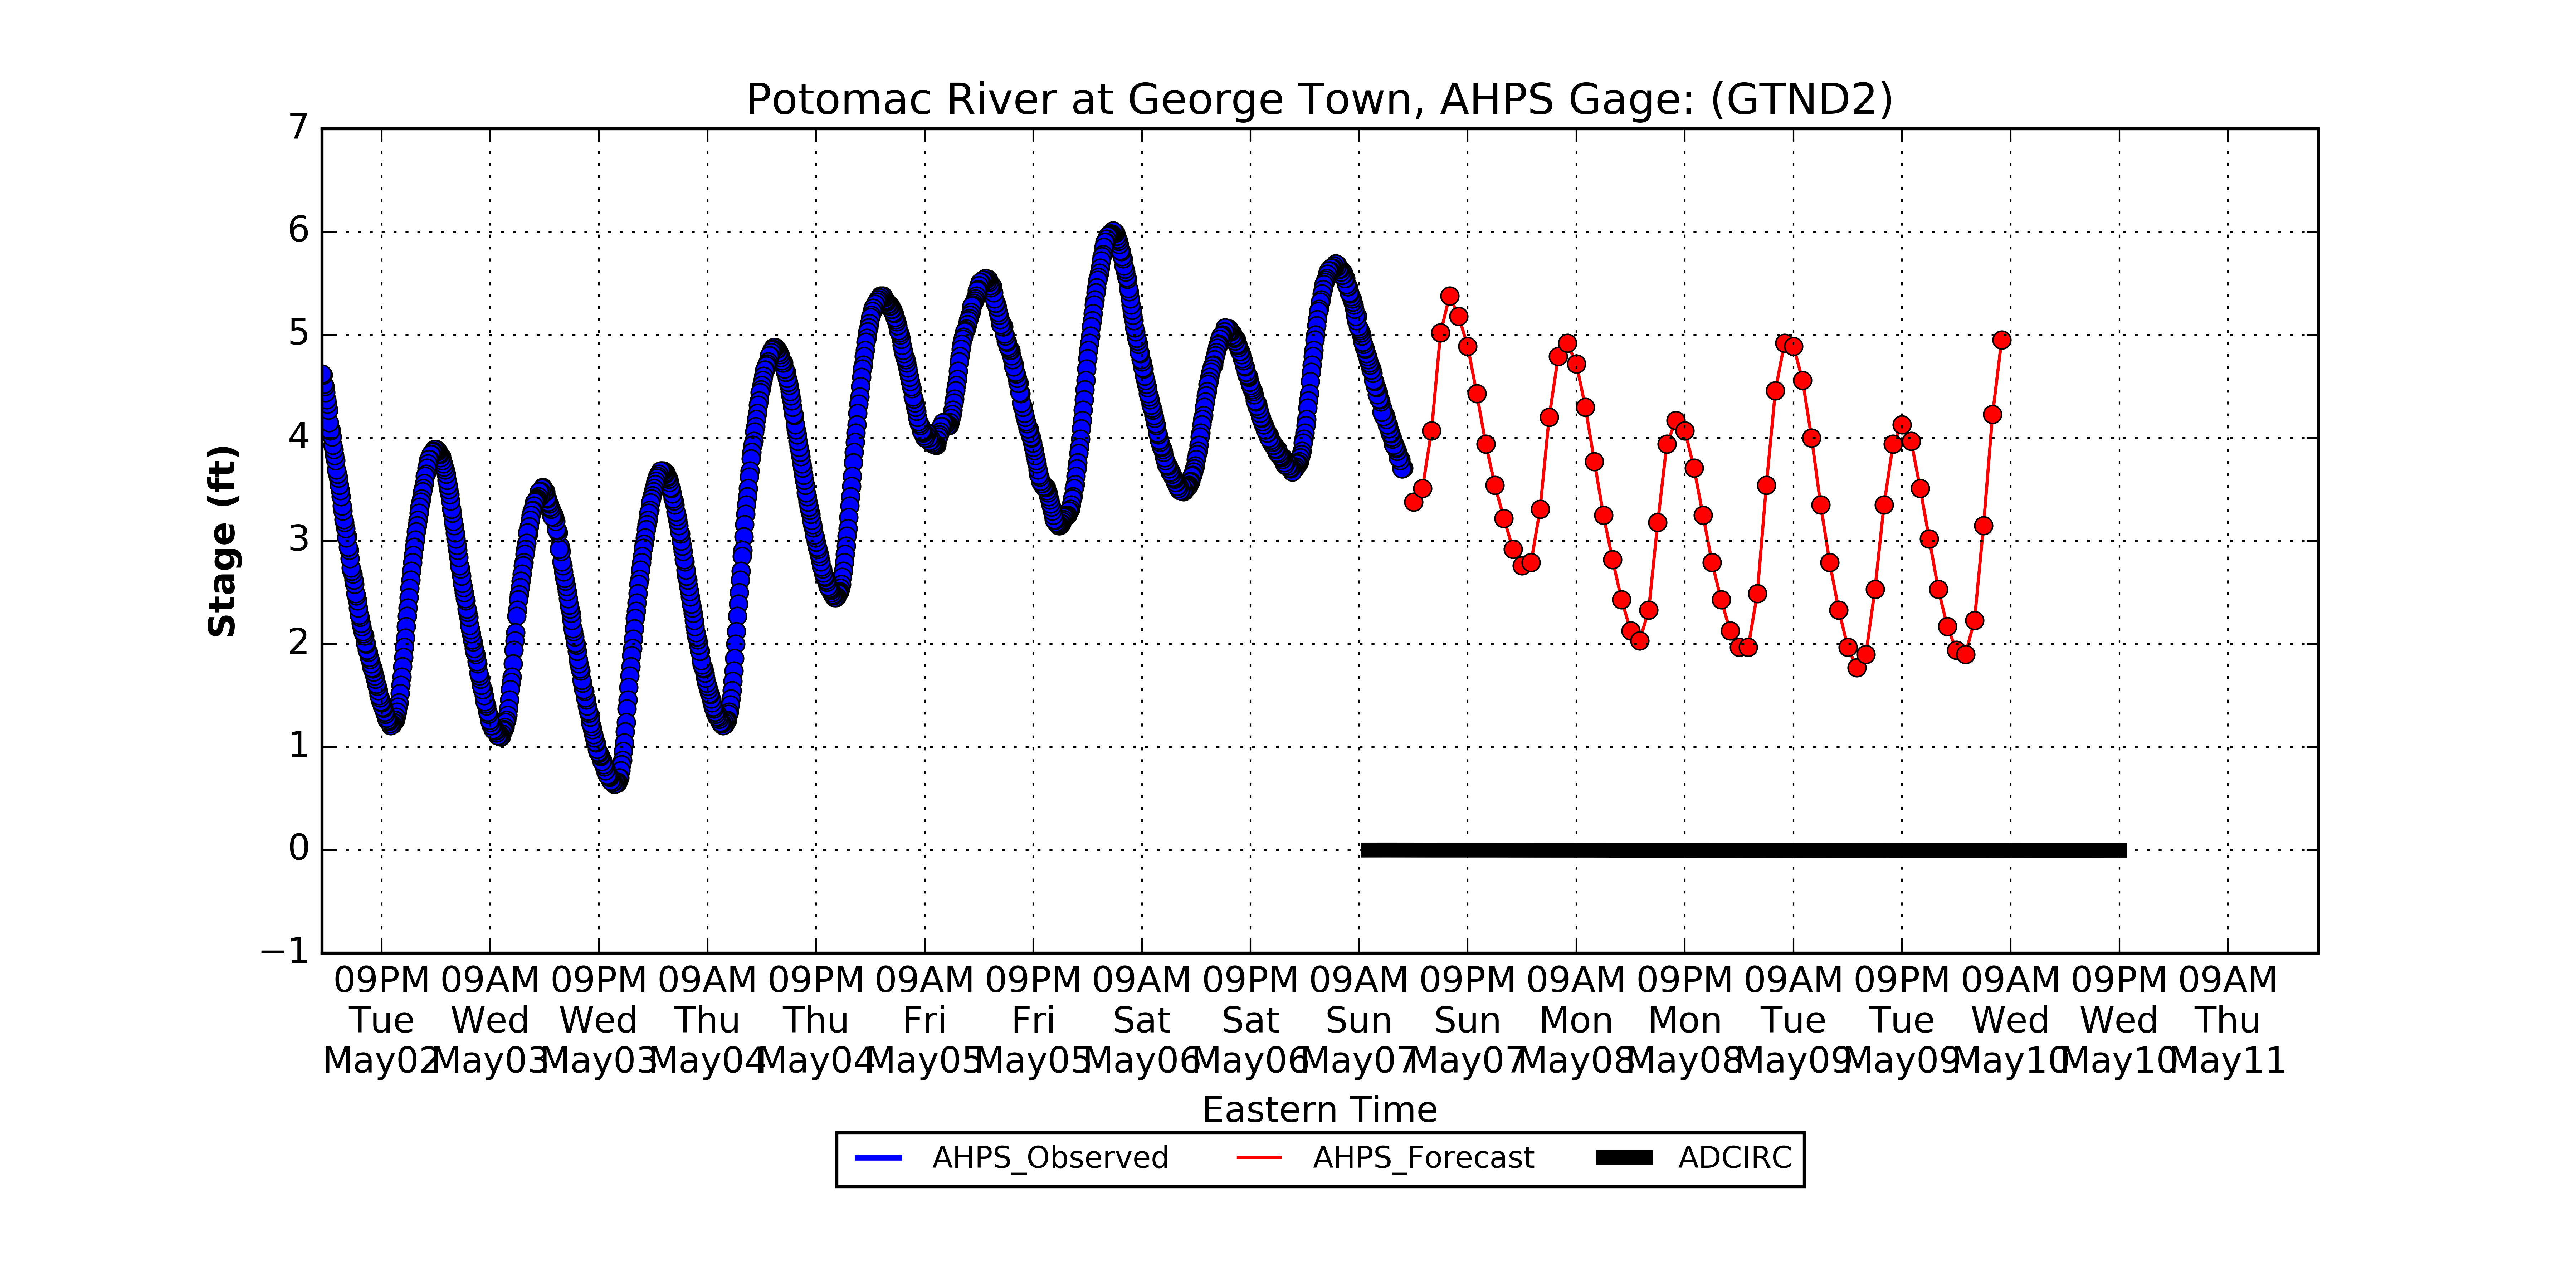 Potomac River at George Town, AHPS Gage: (GTND2)
7
6
5
4
3
2
1
0
−1
Stage (ft)
09PM 09AM 09PM 09AM 09PM 09AM 09PM 09AM 09PM 09AM 09PM 09AM 09PM 09AM 09PM 09AM 09PM 09AM
Tue Wed Wed Thu Thu Fri Fri Sat Sat Sun Sun Mon Mon Tue Tue Wed Wed Thu
May02 May03 May03 May04 May04 May05 May05 May06 May06 May07 May07 May08 May08 May09 May09 May10 May10 May11
Eastern Time
AHPS_Observed AHPS_Forecast ADCIRC